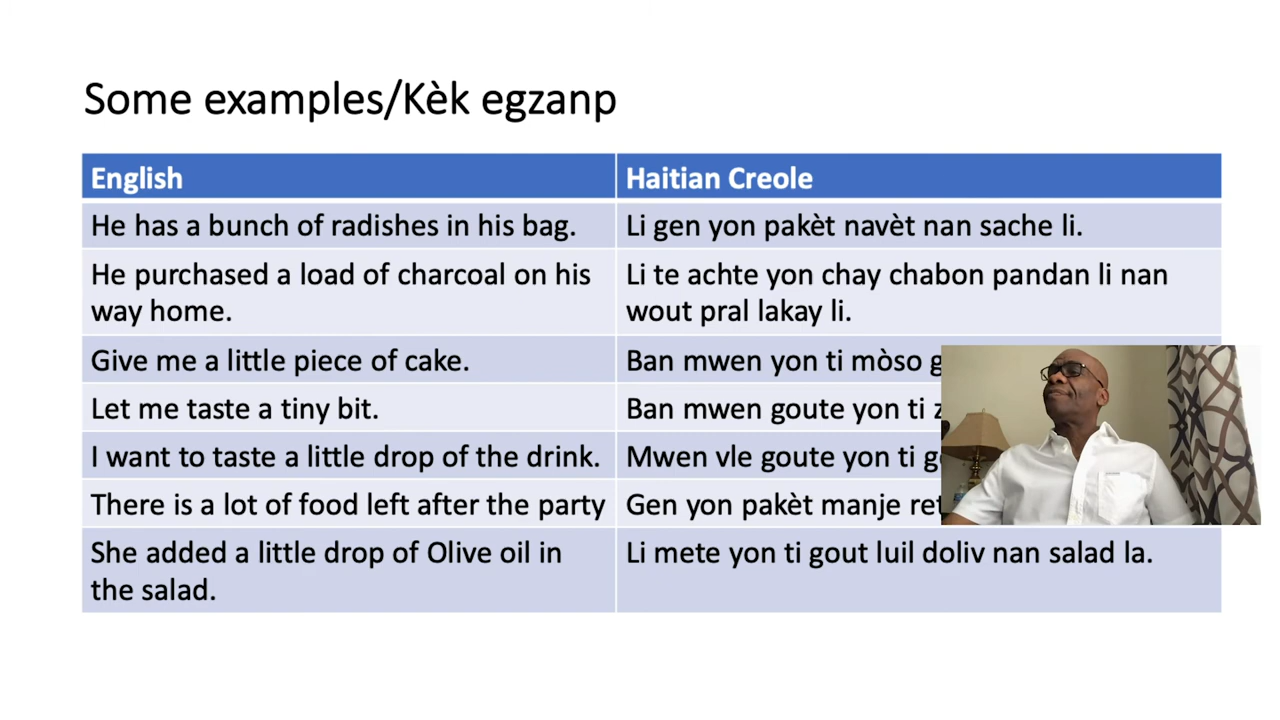 Some examples/Kèk egzanp
English
Haitian Creole
He has a bunch of radishes in his bag.
Li gen yon pakèt navèt nan sache li.
He purchased a load of charcoal on his
way home.
Li te achte yon chay chabon pandan li nan
wout pral lakay li.
Give me a little piece of cake.
Ban mwen yon ti mòso
Let me taste a tiny bit.
Ban mwen goute yon ti
I want to taste a little drop of the drink.
Mwen vle goute yon ti
There is a lot of food left after the party
Gen yon pakèt manje
She added a little drop of Olive oil in
the salad.
Li mete yon ti gout luil doliv nan salad la.